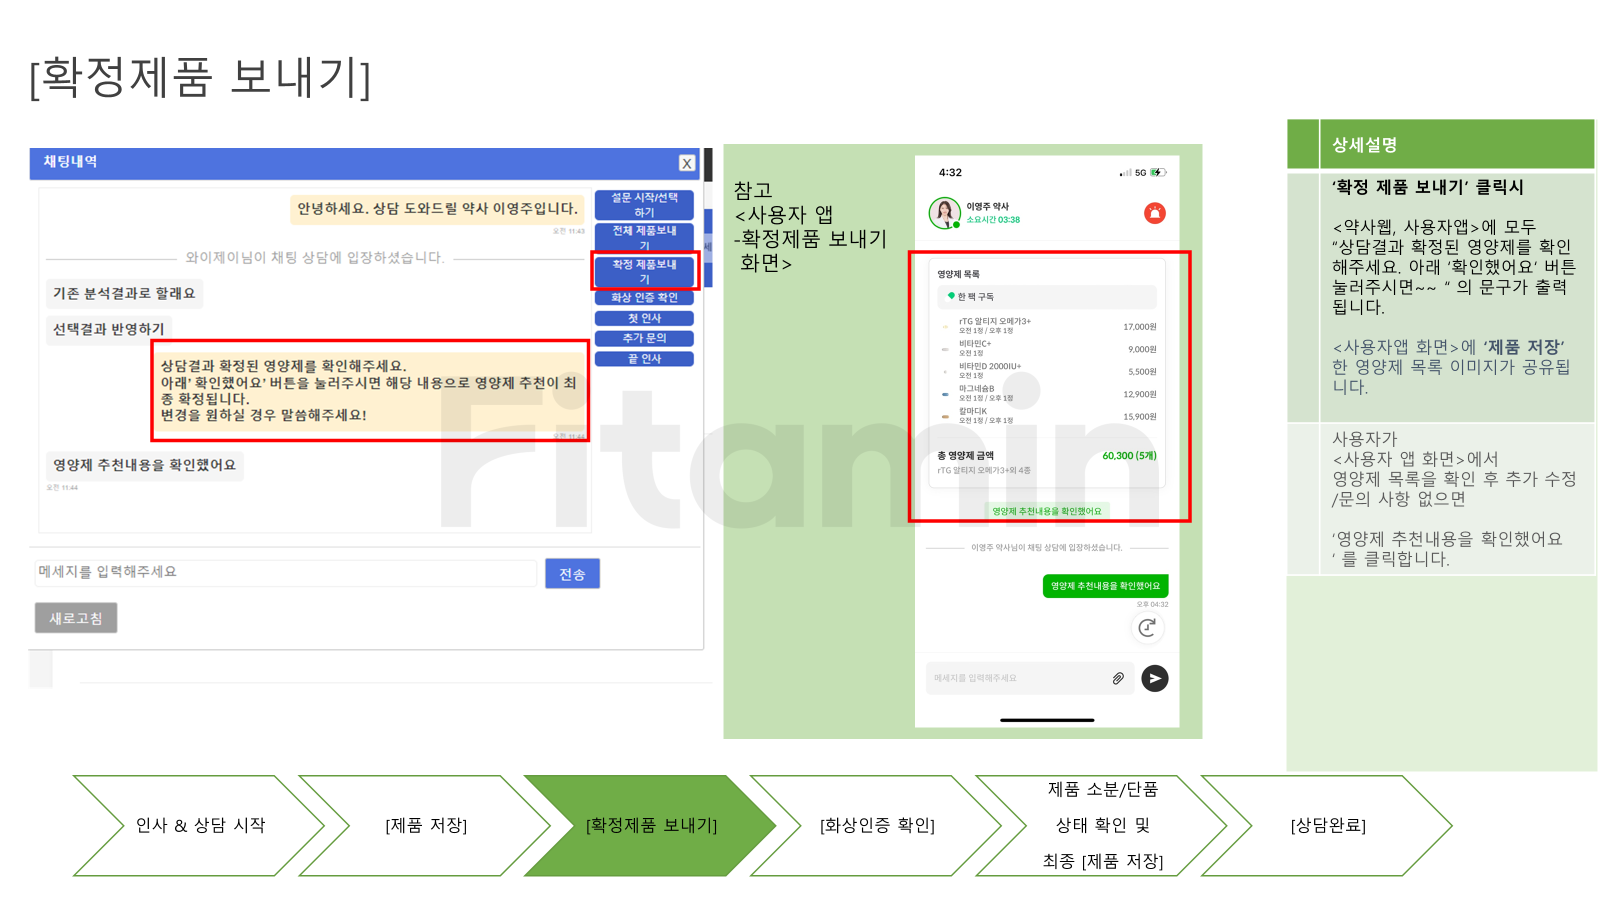 [확정제품 보내기]
채팅내역
X
안녕하세요. 상담 도와드릴 약사 이영주입니다.
오전 11:43
와이제이님이 채팅 상담에 입장하셨습니다.
기존 분석결과로 할래요
선택결과 반영하기
상담결과 확정된 영양제를 확인해주세요.
아래' 확인했어요' 버튼을 눌러주시면 해당 내용으로 영양제 추천이 최
종 확정됩니다.
변경을 원하실 경우 말씀해주세요!
오전 11:44
영양제 추천내용을 확인했어요
오전 11:44
설문 시작/선택
하기
전체 제품보내
기
확정 제품보내
기
화상 인증 확인
첫 인사
추가 문의
끝 인사
메세지를 입력해주세요
전송
새로고침
참고
<사용자 앱
-확정제품 보내기
화면>
4:32
5G
이영주 약사
소요시간 03:38
영양제 목록
한 팩 구독
rTG 알티지 오메가3+
오전 1정 / 오후 1정
17,000원
비타민C+
오전 1정
9,000원
비타민D 2000IU+
오전 1정
5,500원
마그네슘B
오전 1정 / 오후 1정
12,900원
칼마디K
오전 1정 / 오후 1정
15,900원
총 영양제 금액
60,300 (5개)
rTG 알티지 오메가3+외 4종
영양제 추천내용을 확인했어요
이영주 약사님이 채팅 상담에 입장하셨습니다.
영양제 추천내용을 확인했어요
오후 04:32
메세지를 입력해주세요
Fitamin
상세설명
‘확정 제품 보내기’ 클릭시
<약사웹, 사용자앱>에 모두
“상담결과 확정된 영양제를 확인
해주세요. 아래 ‘확인했어요’ 버튼
눌러주시면~~ “ 의 문구가 출력
됩니다.
<사용자앱 화면>에 ‘제품 저장’
한 영양제 목록 이미지가 공유됩
니다.
사용자가
<사용자 앱 화면>에서
영양제 목록을 확인 후 추가 수정
/문의 사항 없으면
‘영양제 추천내용을 확인했어요
‘ 를 클릭합니다.
인사 & 상담 시작
[제품 저장]
[확정제품 보내기]
[화상인증 확인]
제품 소분/단품
상태 확인 및
최종 [제품 저장]
[상담완료]